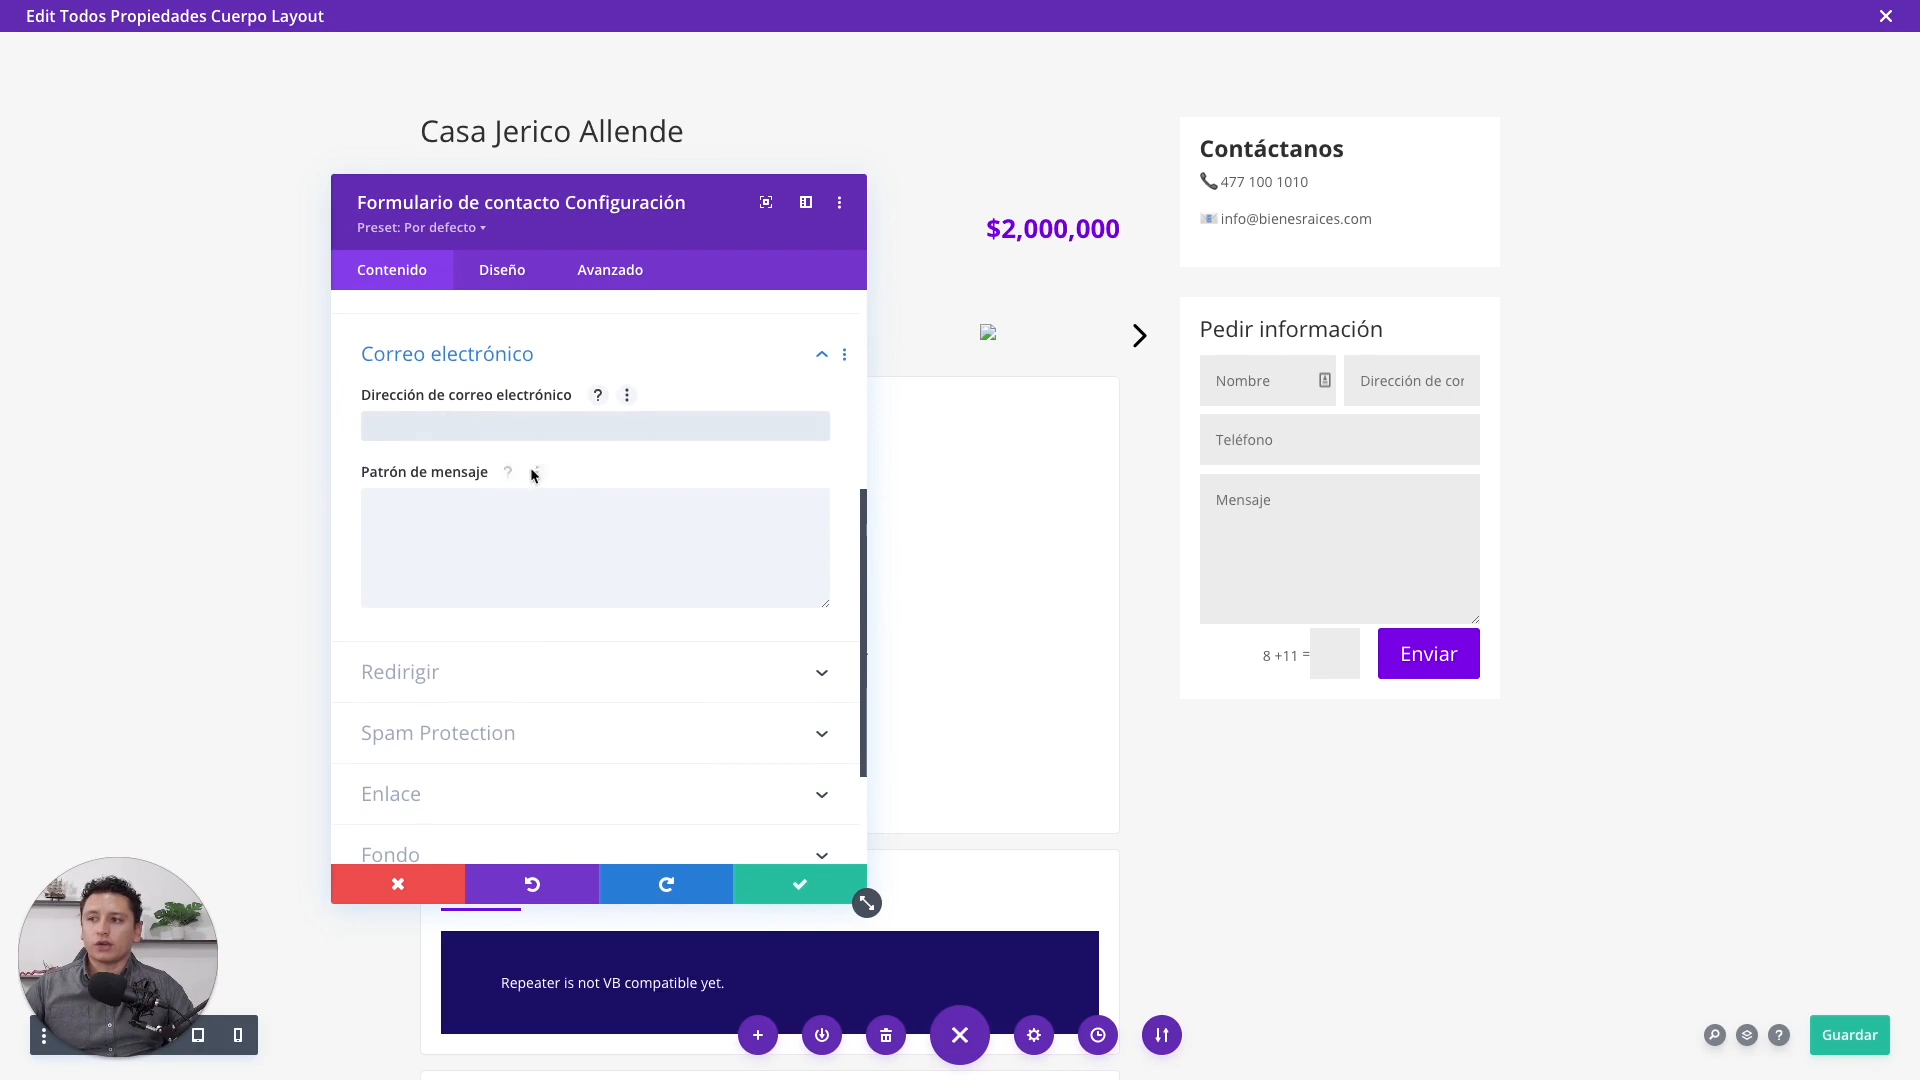 Edit Todos Propiedades Cuerpo Layout
Casa Jerico Allende
Formulario de contacto Configuración
Preset: Por defecto
Contenido
Diseño
Avanzado
Correo electrónico
Dirección de correo electrónico ?
Patrón de mensaje ?
Redirigir
Spam Protection
Enlace
Fondo
$2,000,000
Repeater is not VB compatible yet.
Contáctanos
477 100 1010
info@bienesraices.com
Pedir información
Nombre
Dirección de cor
Teléfono
Mensaje
8 +11 =
Enviar
?
Guardar